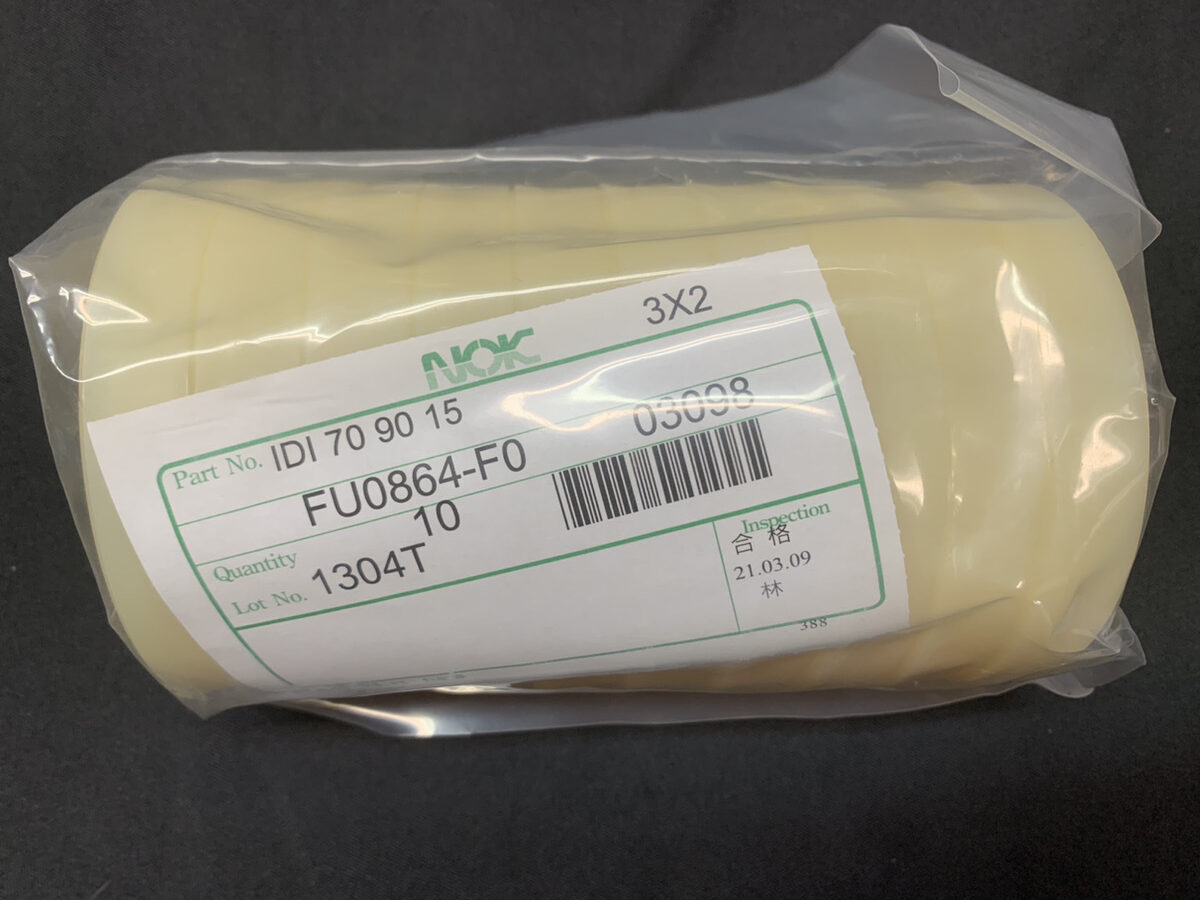 3X2
NOK
Part No. IDI 70 90 15
FU0864-F0 03098
Quantity 10
Lot No. 1304T
Inspection
合格
21.03.09
林
388